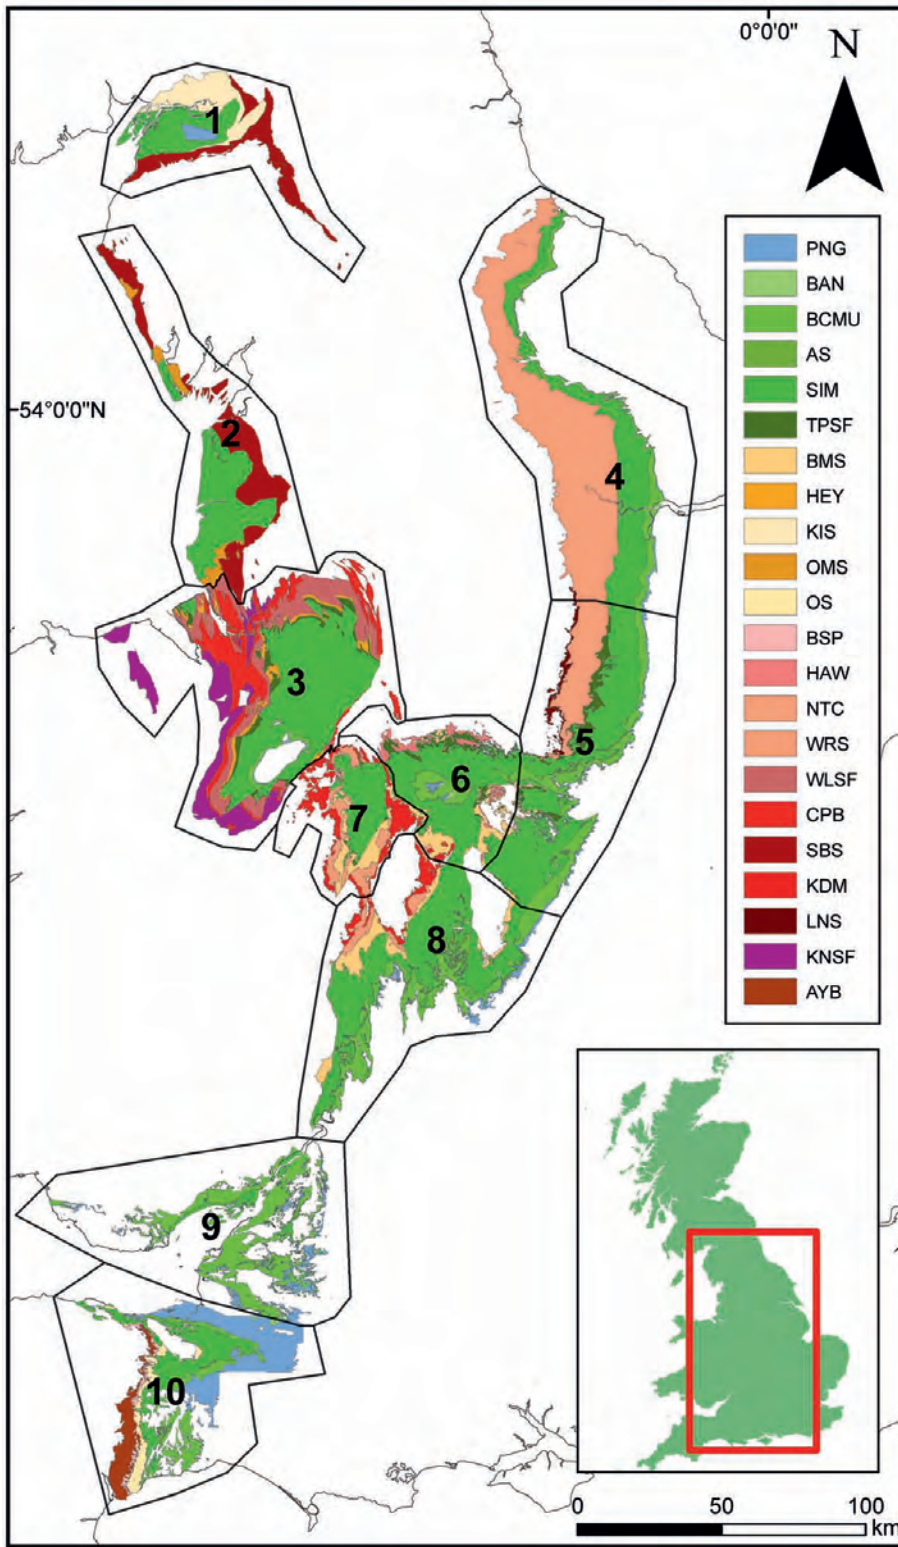 0°0'0"
N
1
2
54°0'0"N
4
3
5
6
7
8
9
10
PNG
BAN
BCMU
AS
SIM
TPSF
BMS
HEY
KIS
OMS
OS
BSP
HAW
NTC
WRS
WLSF
CPB
SBS
KDM
LNS
KNSF
AYB
0 50 100
km